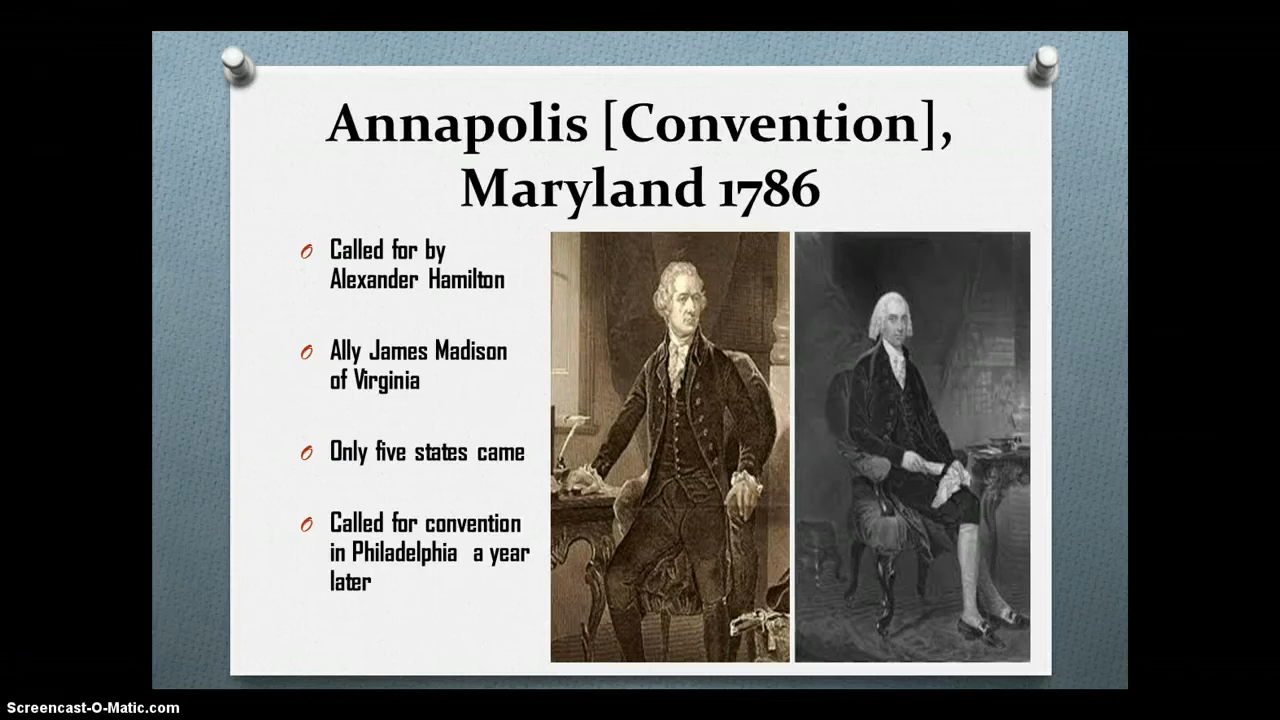 Annapolis [Convention],
Maryland 1786
Called for by
Alexander Hamilton
Ally James Madison
of Virginia
Only five states came
Called for convention
in Philadelphia a year
later
Screencast-O-Matic.com